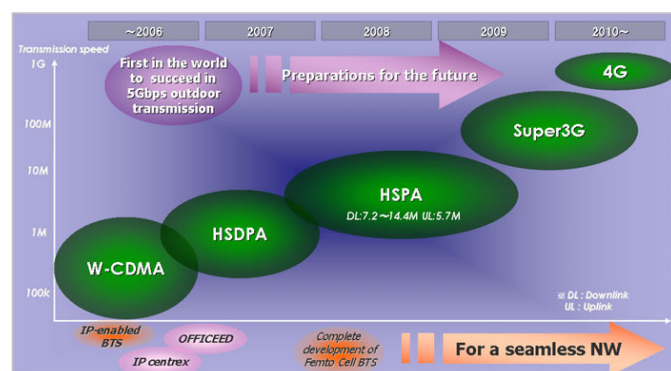 ~2006 2007 2008 2009 2010~
Transmission speed
1G
100M
10M
1M
100k
First in the world
to succeed in
5Gbps outdoor
transmission
Preparations for the future
4G
Super3G
HSPA
DL:7.2~14.4M UL:5.7M
HSDPA
W-CDMA
※ DL : Downlink
UL : Uplink
IP-enabled
BTS
OFFICEED
IP centrex
Complete
development of
Femto Cell BTS
For a seamless NW